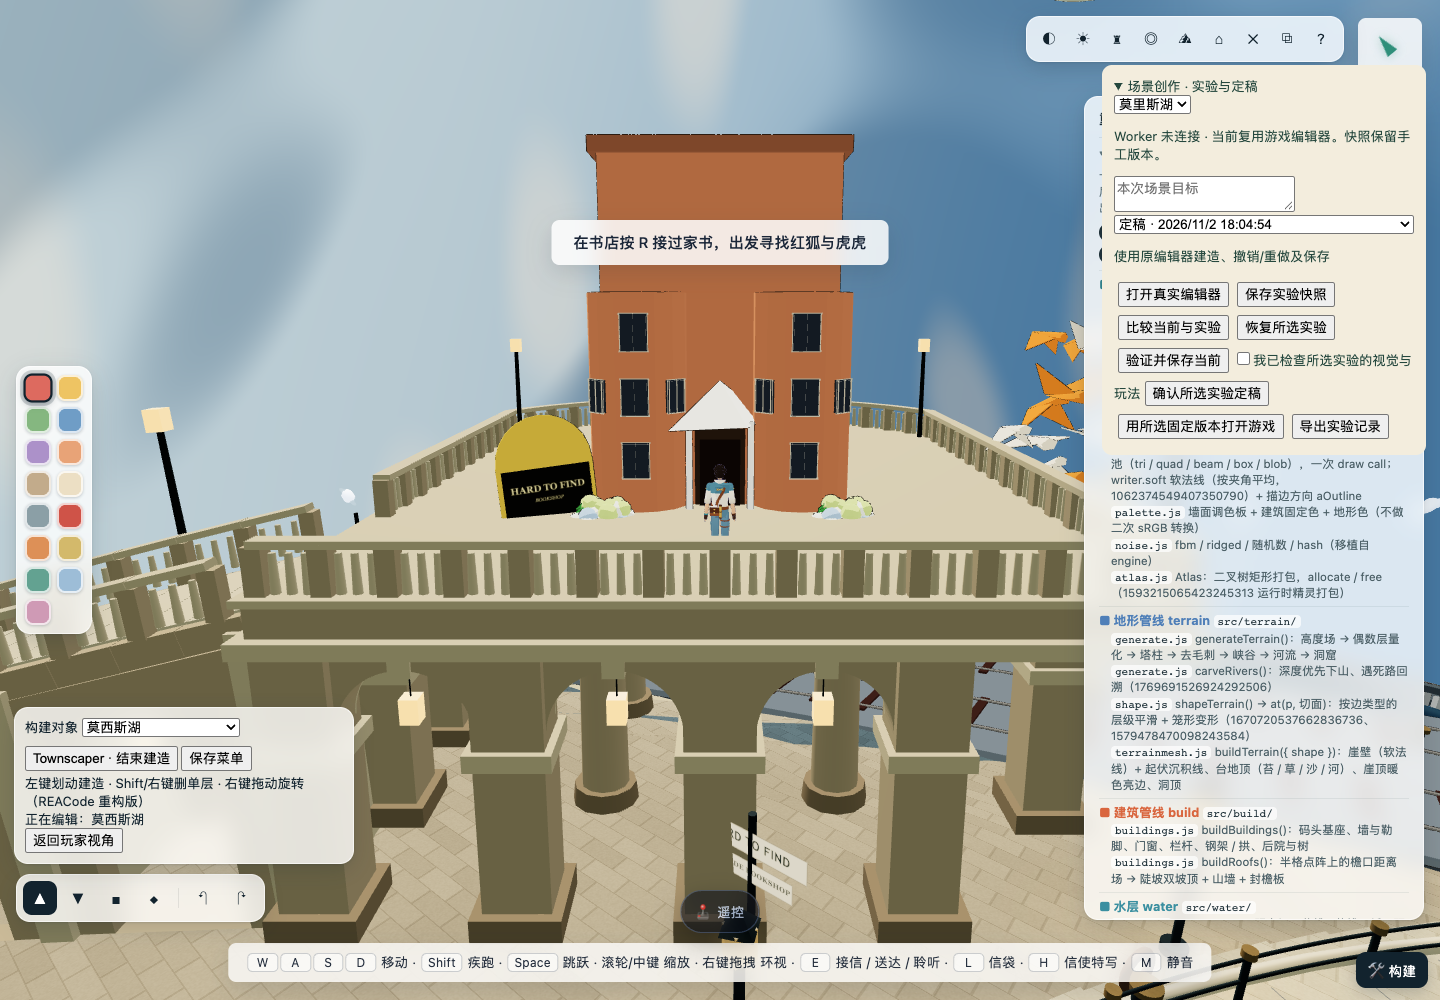 ?
▼ 场景创作 · 实验与定稿
莫里斯湖
Worker 未连接 · 当前复用游戏编辑器。快照保留手
工版本。
本次场景目标
定稿 · 2026/11/2 18:04:54
使用原编辑器建造、撤销/重做及保存
打开真实编辑器 保存实验快照
比较当前与实验 恢复所选实验
验证并保存当前 我已检查所选实验的视觉与
玩法 确认所选实验定稿
用所选固定版本打开游戏 导出实验记录
在书店按 R 接过家书，出发寻找红狐与虎虎
HARD TO FIND
BOOKSHOP
池（tri / quad / beam / box / blob），一次 draw call；
writer.soft 软法线（按夹角平均，
1062374549407350790）+ 描边方向 aOutline
palette.js 墙面调色板 + 建筑固定色 + 地形色（不做
二次 sRGB 转换）
noise.js fbm / ridged / 随机数 / hash（移植自
engine）
atlas.js Atlas：二叉树矩形打包，allocate / free
（1593215065423245313 运行时精灵打包）
地形管线 terrain src/terrain/
generate.js generateTerrain()：高度场 → 偶数层量
化 → 塔柱 → 去毛刺 → 峡谷 → 河流 → 洞窟
generate.js carveRivers()：深度优先下山、遇死路回
溯（1769691526924292506）
shape.js shapeTerrain() → at(p, 切面)：按边类型的
层级平滑 + 笼形变形（1670720537662836736、
1579478470098243584）
terrainmesh.js buildTerrain({ shape })：崖壁（软法
线）+ 起伏沉积线、台地顶（苔 / 草 / 沙 / 河）、崖顶暖
色亮边、洞顶
建筑管线 build src/build/
buildings.js buildBuildings()：码头基座、墙与勒
脚、门窗、栏杆、钢架 / 拱、后院与树
buildings.js buildRoofs()：半格点阵上的檐口距离
场 → 陡坡双坡顶 + 山墙 + 封檐板
水层 water src/water/
构建对象 莫西斯湖
Townscaper · 结束建造 保存菜单
左键划动建造 · Shift/右键删单层 · 右键拖动旋转
（REACode 重构版）
正在编辑：莫西斯湖
返回玩家视角
RD TO FIND
OOKSHOP
遥控
W A S D 移动 · Shift 疾跑 · Space 跳跃 · 滚轮/中键 缩放 · 右键拖拽 环视 · E 接信 / 送达 / 聆听 · L 信袋 · H 信使特写 · M 静音
构建